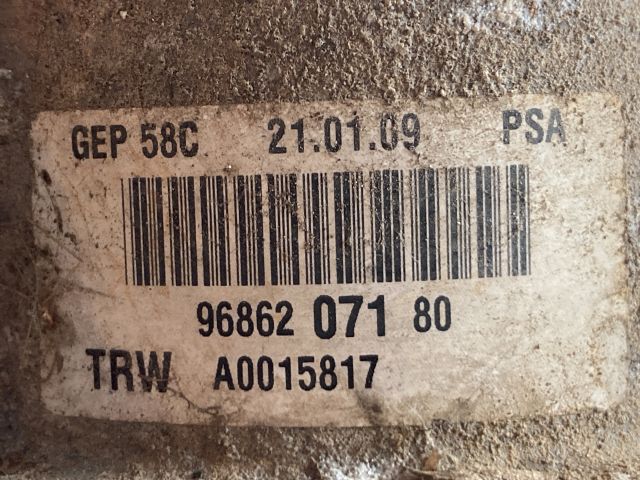 GEP 58C 21.01.09 PSA
96862 071 80
TRW A0015817